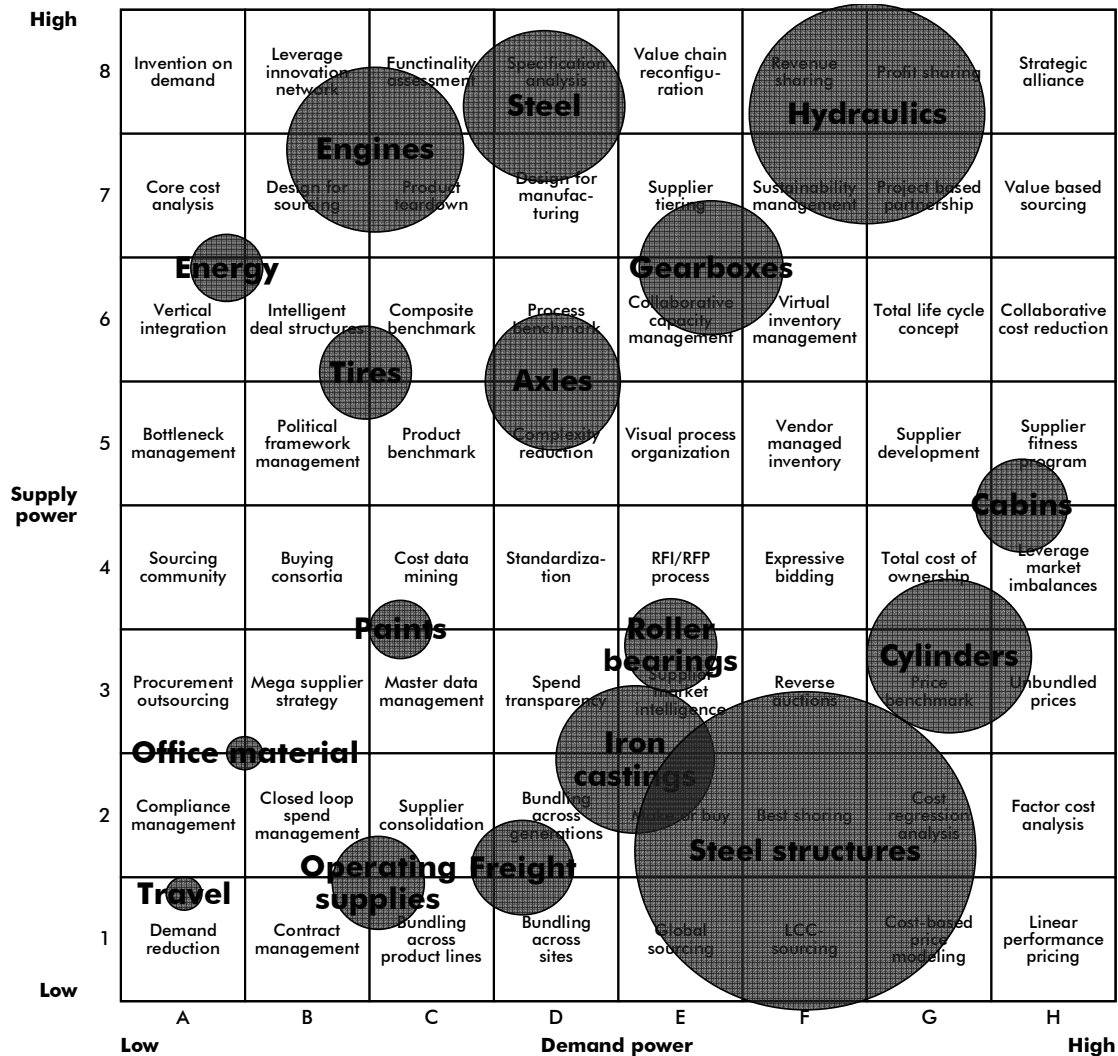 High
8
Invention on
demand
Leverage
innovation
network
Functinality
assessment
Specification
analysis
Steel
Value chain
reconfigu-
ration
Revenue
sharing
Profit sharing
Hydraulics
Strategic
alliance
Engines
7
Core cost
analysis
Design for
sourcing
Product
teardown
Design for
manufac-
turing
Supplier
tiering
Sustainability
management
Project based
partnership
Value based
sourcing
Energy
Gearboxes
6
Vertical
integration
Intelligent
deal structures
Composite
benchmark
Process
benchmark
Collaborative
capacity
management
Virtual
inventory
management
Total life cycle
concept
Collaborative
cost reduction
Tires
Axles
5
Bottleneck
management
Political
framework
management
Product
benchmark
Complexity
reduction
Visual process
organization
Vendor
managed
inventory
Supplier
development
Supplier
fitness
program
Supply
power
Cabins
4
Sourcing
community
Buying
consortia
Cost data
mining
Standardiza-
tion
RFI/RFP
process
Expressive
bidding
Total cost of
ownership
Leverage
market
imbalances
Paints
Roller
bearings
Cylinders
3
Procurement
outsourcing
Mega supplier
strategy
Master data
management
Spend
transparency
Supplier
market
intelligence
Reverse
auctions
Price
benchmark
Unbundled
prices
Office material
Iron
castings
2
Compliance
management
Closed loop
spend
management
Supplier
consolidation
Bundling
across
generations
Make or buy
Best shoring
Cost
regression
analysis
Factor cost
analysis
Steel structures
Operating
supplies
Freight
Travel
1
Demand
reduction
Contract
management
Bundling
across
product lines
Bundling
across
sites
Global
sourcing
LCC-
sourcing
Cost-based
price
modeling
Linear
performance
pricing
Low
A B C D E F G H
Low Demand power High